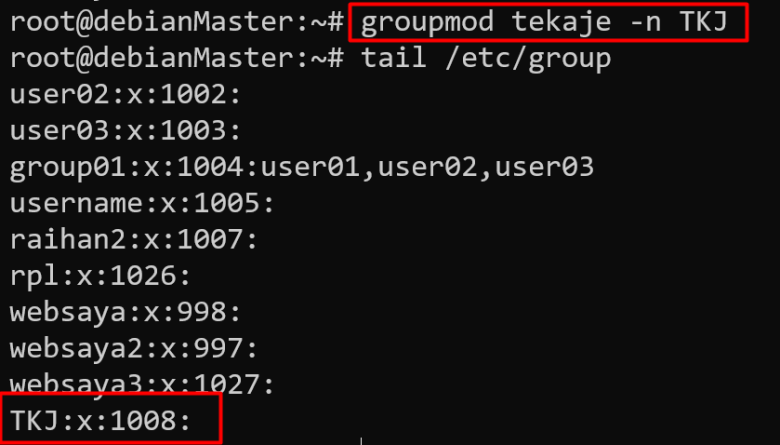 root@debianMaster:~# groupmod tekaje -n TKJ
root@debianMaster:~# tail /etc/group
user02:x:1002:
user03:x:1003:
group01:x:1004:user01,user02,user03
username:x:1005:
raihan2:x:1007:
rpl:x:1026:
websaya:x:998:
websaya2:x:997:
websaya3:x:1027:
TKJ:x:1008: